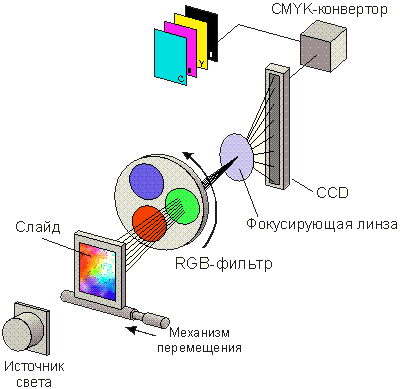 CMYK-конвертор
C
Y
CCD
Фокусирующая линза
RGB-фильтр
Слайд
Механизм
перемещения
Источник
света